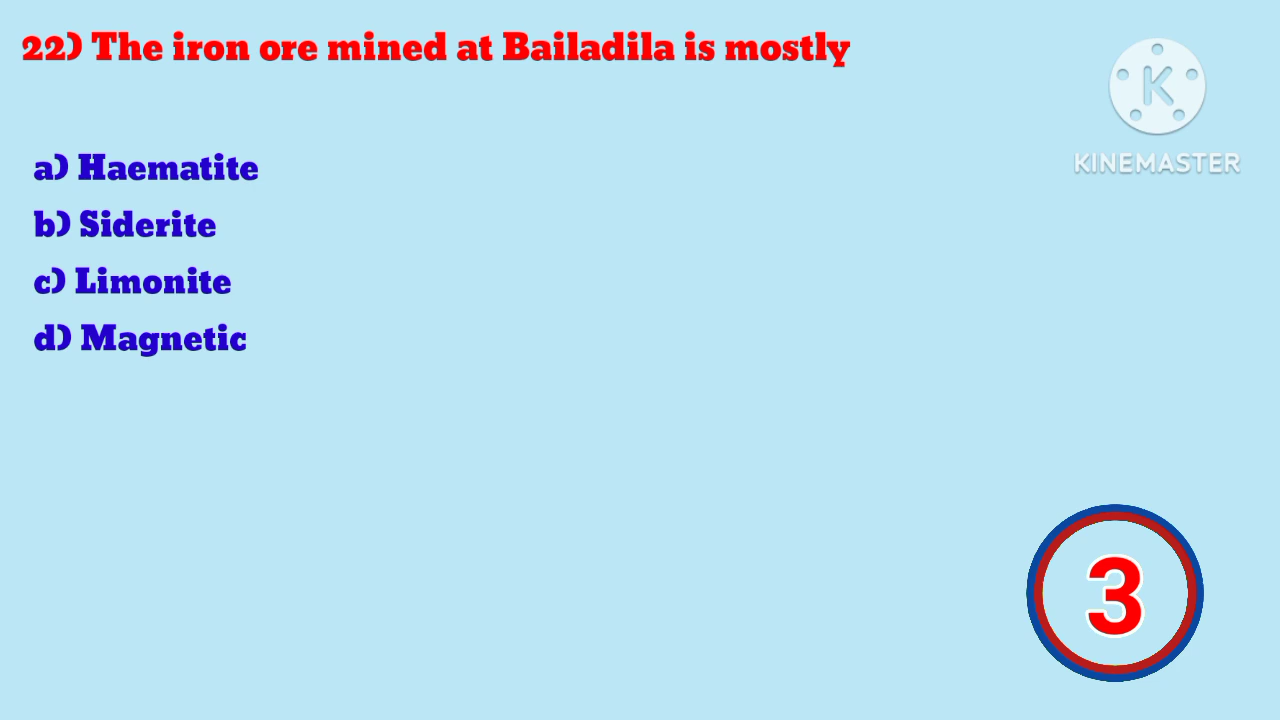 22) The iron ore mined at Bailadila is mostly
K
KINEMASTER
a) Haematite
b) Siderite
c) Limonite
d) Magnetic
3